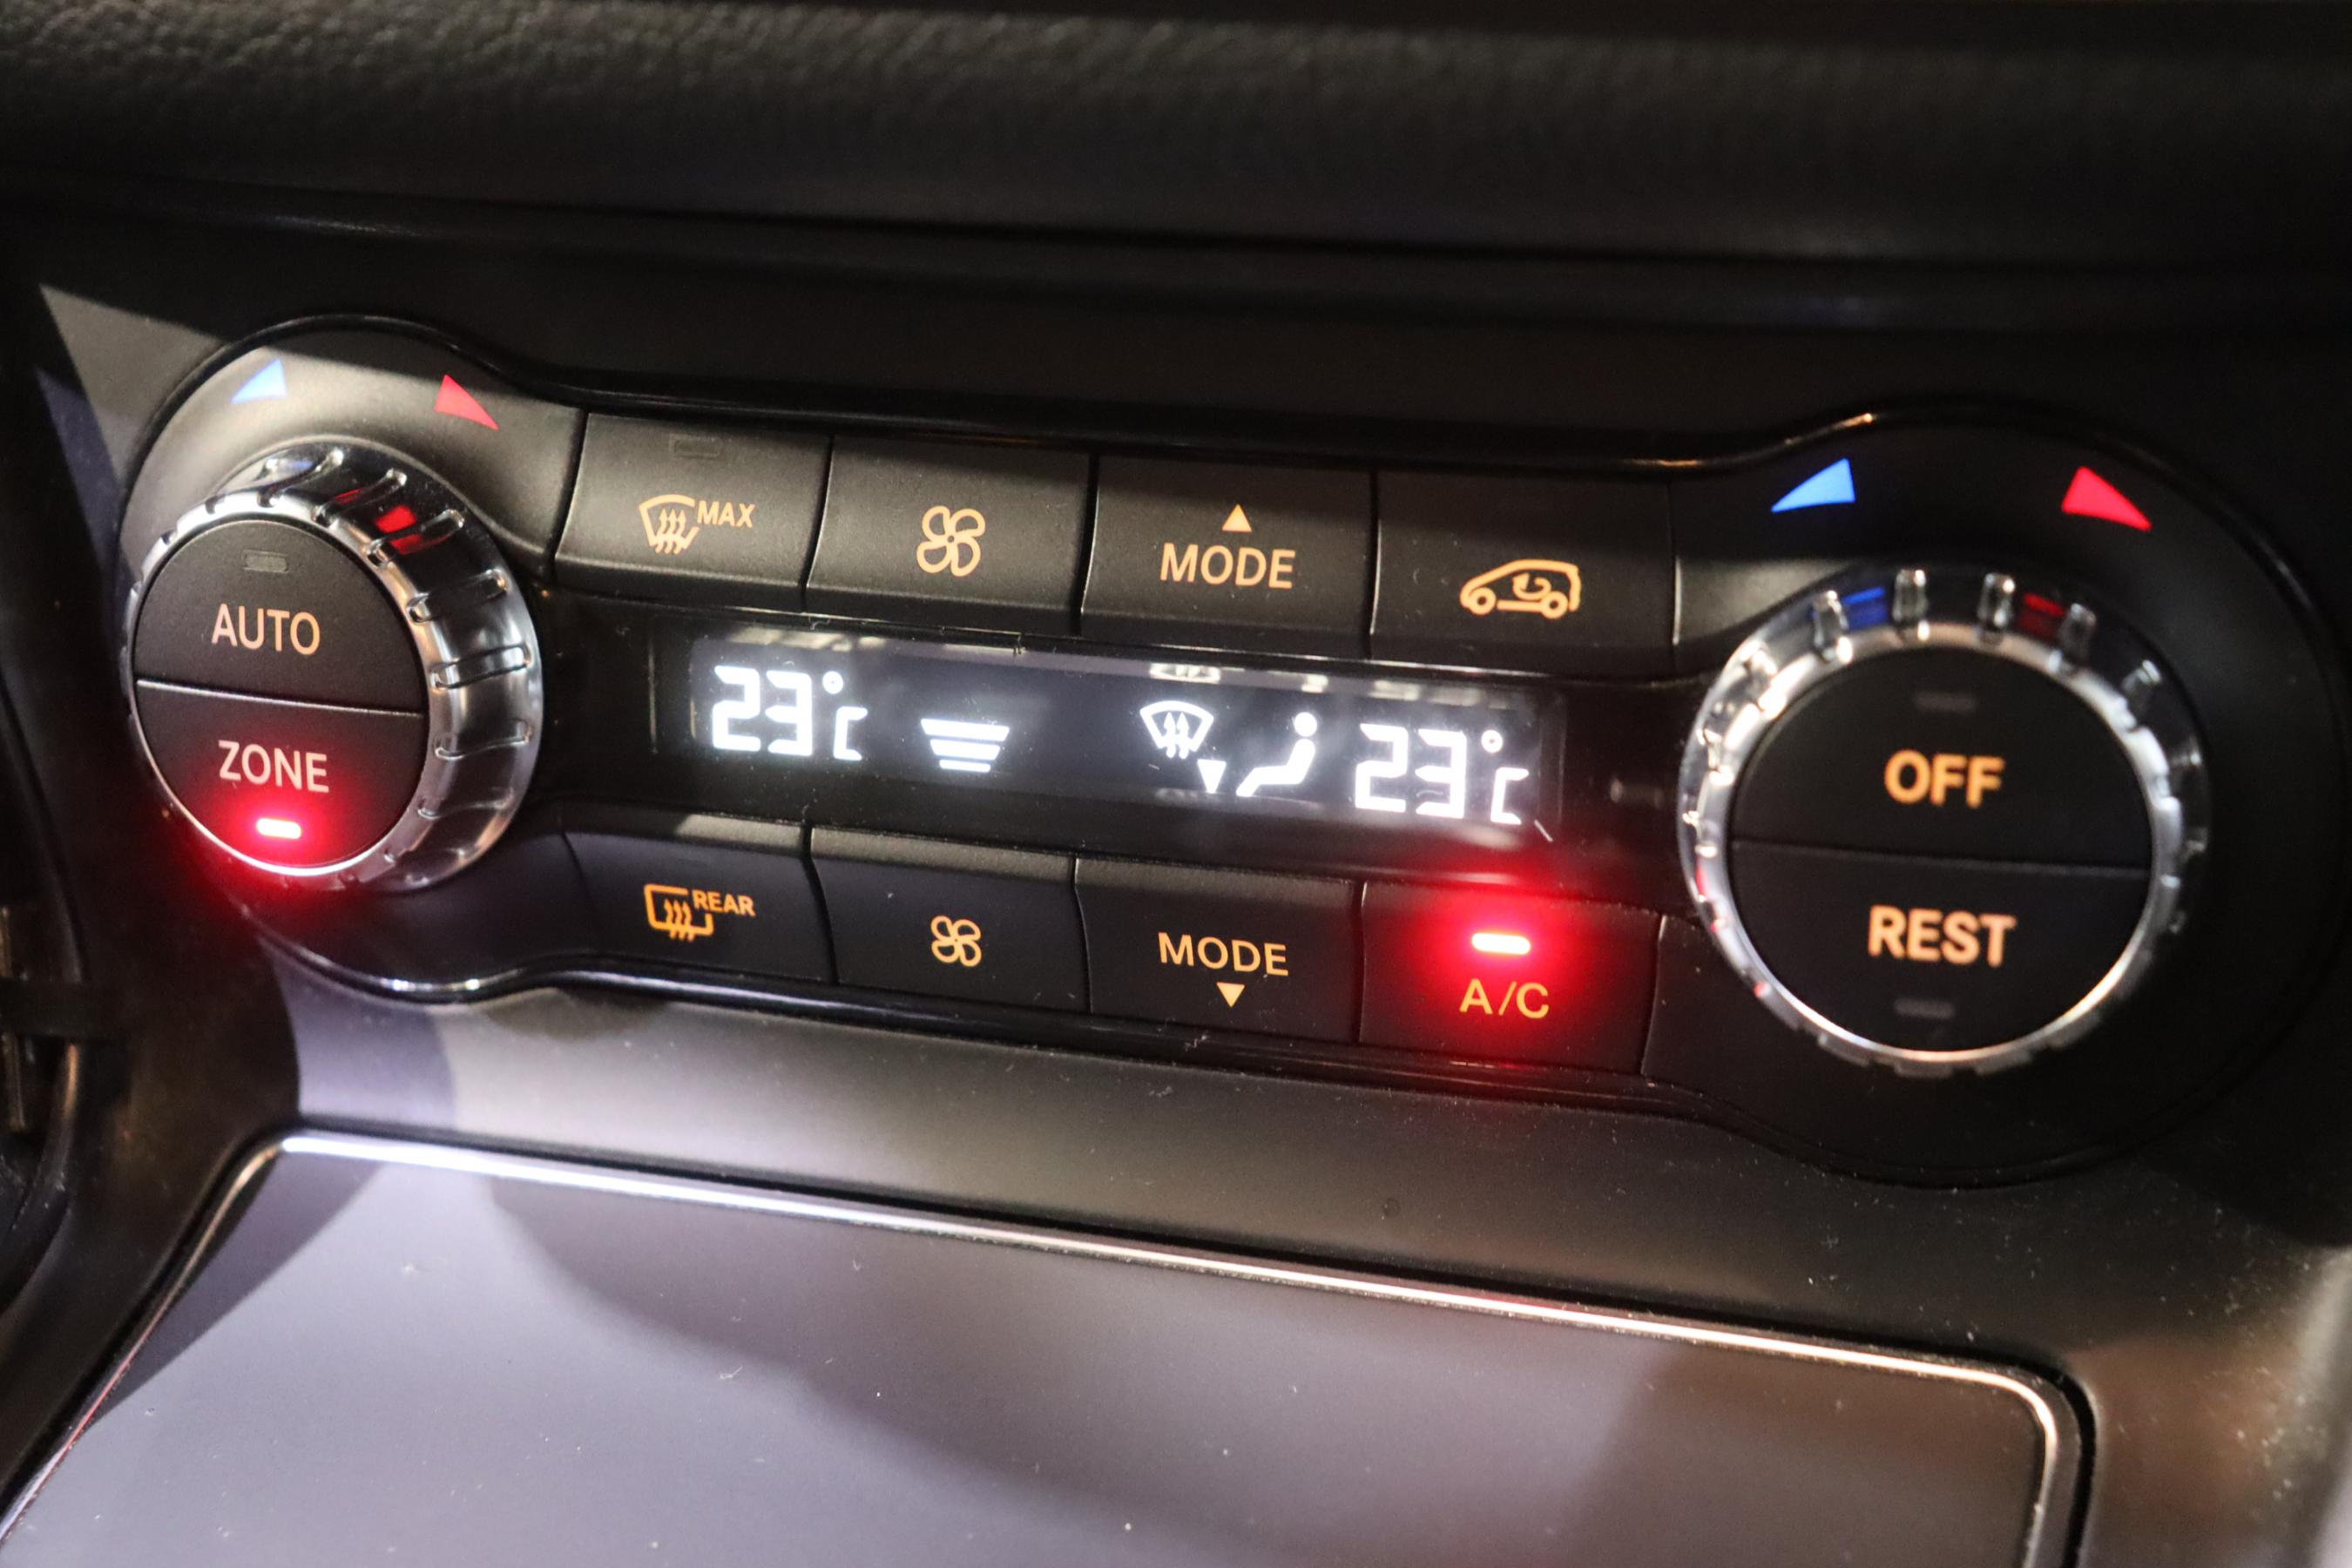 MAX
MODE
AUTO
ZONE
23°C
23°C
OFF
REST
REAR
MODE
A/C